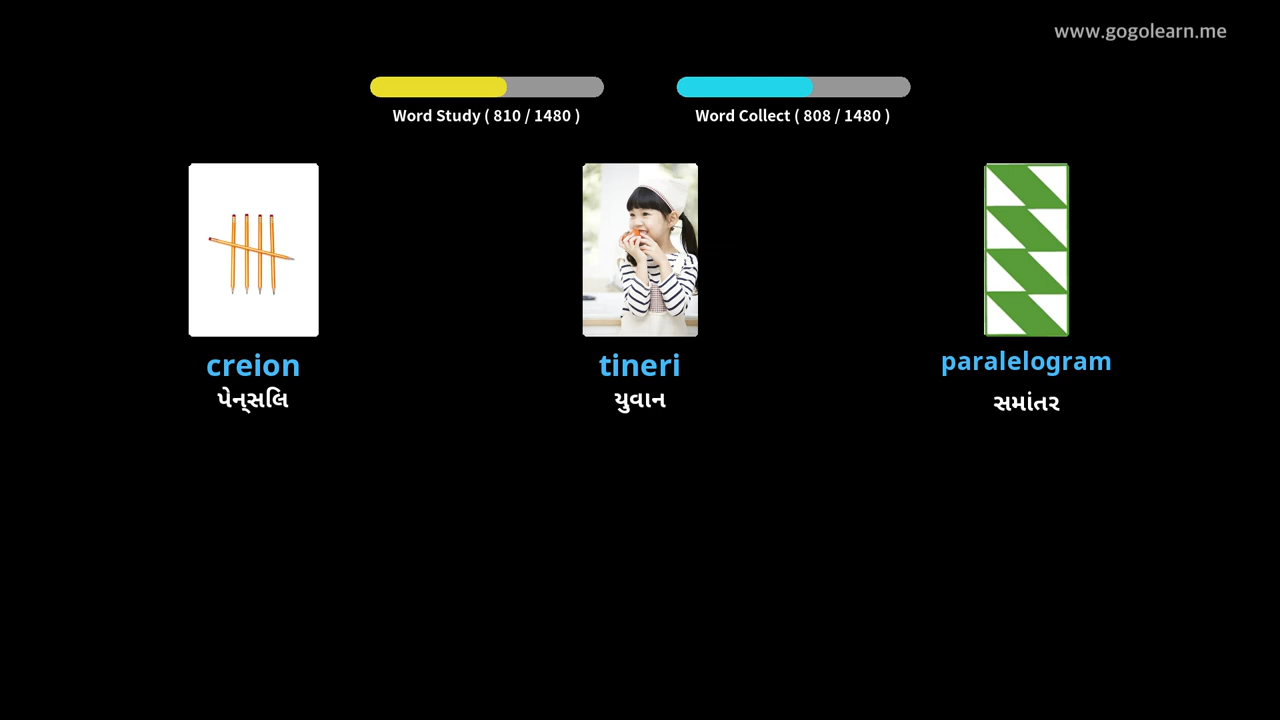 www.gogolearn.me
Word Study ( 810 / 1480 )
Word Collect ( 808 / 1480 )
creion
પેન્સલિ
tineri
યુવાન
paralelogram
સમાંતર